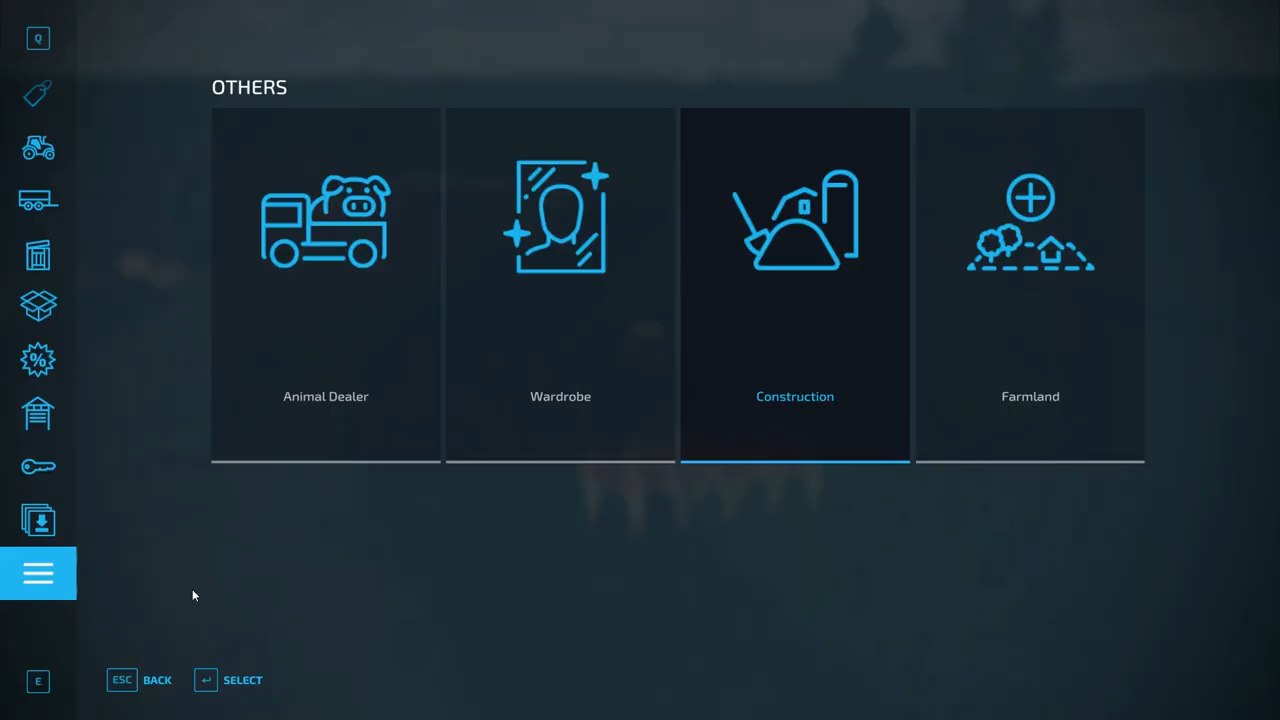 Q
OTHERS
Animal Dealer
Wardrobe
Construction
Farmland
%
E
ESC BACK
SELECT